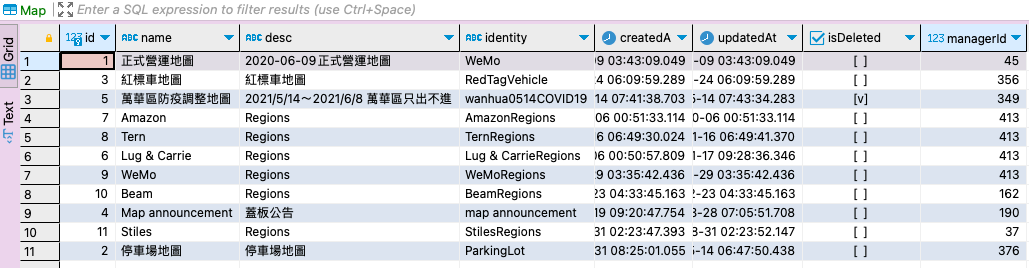 Map Enter a SQL expression to filter results (use Ctrl+Space)
Grid
Text
123 id ABC name ABC desc ABC identity createdA updatedAt isDeleted 123 managerId
1 1 正式營運地圖 2020-06-09正式營運地圖 WeMo 09 03:43:09.049 -09 03:43:09.049 [ ] 45
2 3 紅標車地圖 紅標車地圖 RedTagVehicle 24 06:09:59.289 -24 06:09:59.289 [ ] 356
3 5 萬華區防疫調整地圖 2021/5/14~2021/6/8 萬華區只出不進 wanhua0514COVID19 14 07:41:38.703 5-14 07:43:34.283 [v] 349
4 7 Amazon Regions AmazonRegions 06 00:51:33.114 0-06 00:51:33.114 [ ] 413
5 8 Tern Regions TernRegions 6 06:49:30.024 1-16 06:49:41.370 [ ] 413
6 6 Lug & Carrie Regions Lug & CarrieRegions 06 00:50:57.809 1-17 09:28:36.346 [ ] 413
7 9 WeMo Regions WeMoRegions 29 03:35:42.436 -29 03:35:42.436 [ ] 413
8 10 Beam Regions BeamRegions 23 04:33:45.163 2-23 04:33:45.163 [ ] 162
9 4 Map announcement 蓋板公告 map announcement 19 09:20:47.754 3-28 07:05:51.708 [ ] 190
10 11 Stiles Regions StilesRegions 31 02:23:47.393 8-31 02:23:52.147 [ ] 37
11 2 停車場地圖 停車場地圖 ParkingLot 31 08:25:01.055 5-14 06:47:50.438 [ ] 376